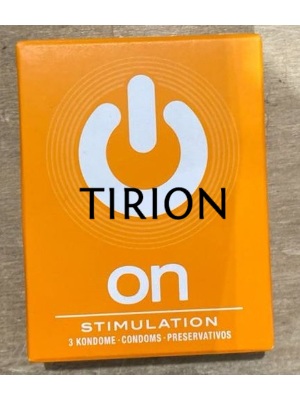 TIRION
on
STIMULATION
3 KONDOME · CONDOMS · PRESERVATIVOS